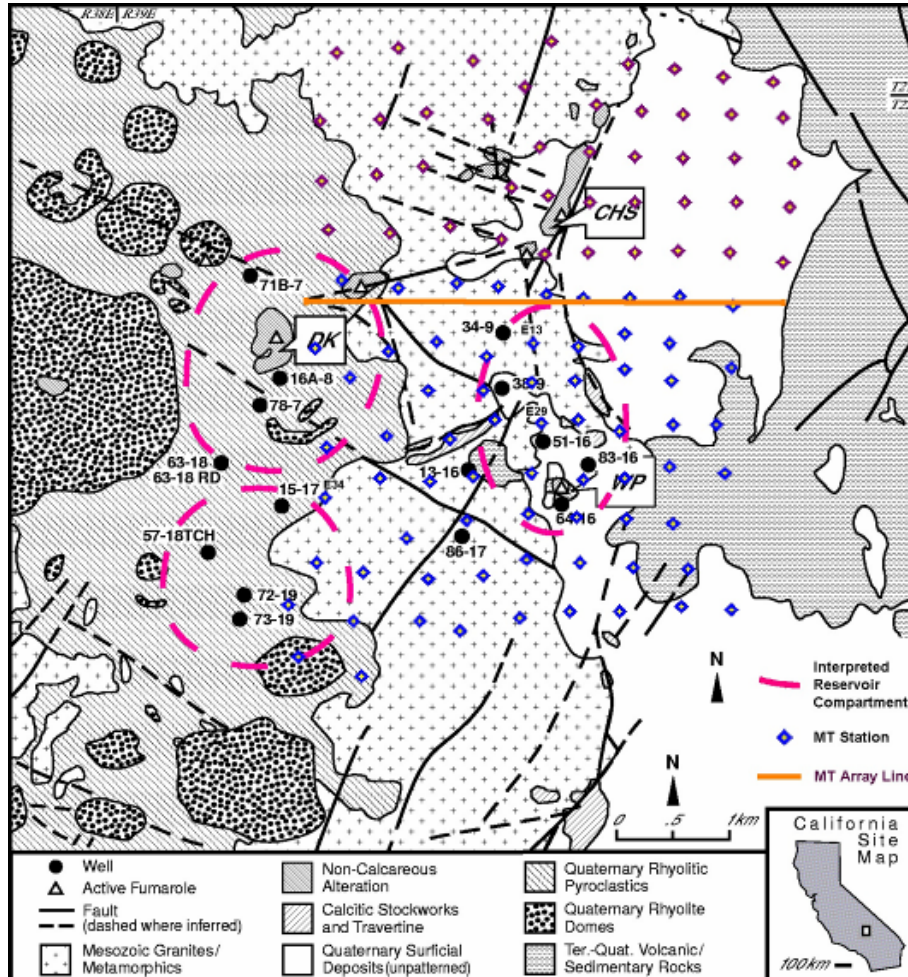 R38E R39E
T21
T22
CHS
71B-7
34-9
E13
DK
16A-8
38-9
78-7
E29
51-16
63-18
63-18 RD
13-16
83-16
15-17
E34
WP
64-16
57-18TCH
86-17
72-19
73-19
N
Interpreted
Reservoir
Compartment
MT Station
N
MT Array Line
0 .5 1km
California
Site
Map
100km
Well
Active Fumarole
Fault
(dashed where inferred)
Mesozoic Granites/
Metamorphics
Non-Calcareous
Alteration
Calcitic Stockworks
and Travertine
Quaternary Surficial
Deposits (unpatterned)
Quaternary Rhyolitic
Pyroclastics
Quaternary Rhyolite
Domes
Ter.-Quat. Volcanic/
Sedimentary Rocks